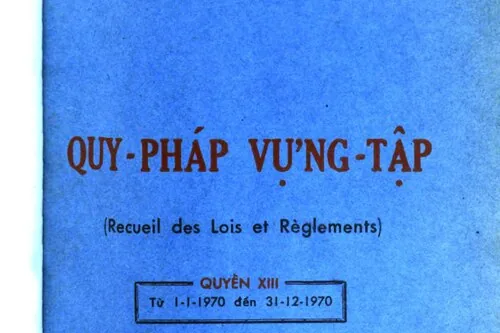 QUY-PHÁP VỰNG-TẬP
(Recueil des Lois et Règlements)
QUYỂN XIII
Từ 1-1-1970 đến 31-12-1970